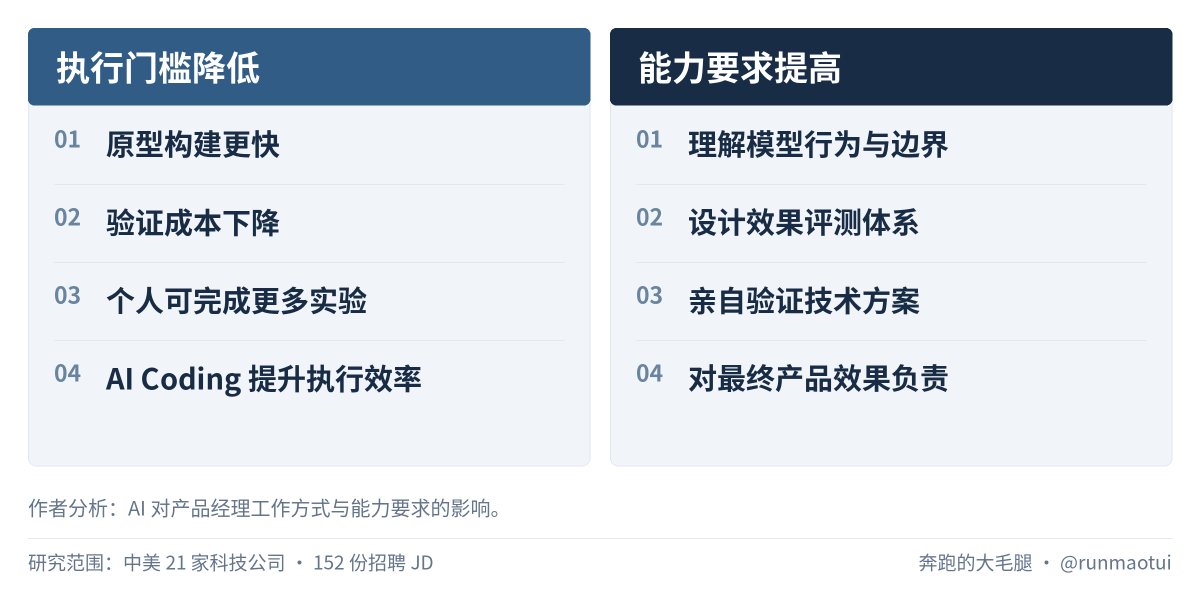 执行门槛降低
01 原型构建更快
02 验证成本下降
03 个人可完成更多实验
04 AI Coding 提升执行效率
能力要求提高
01 理解模型行为与边界
02 设计效果评测体系
03 亲自验证技术方案
04 对最终产品效果负责
作者分析：AI 对产品经理工作方式与能力要求的影响。
研究范围：中美 21 家科技公司 · 152 份招聘 JD
奔跑的大毛腿 · @runmaotui